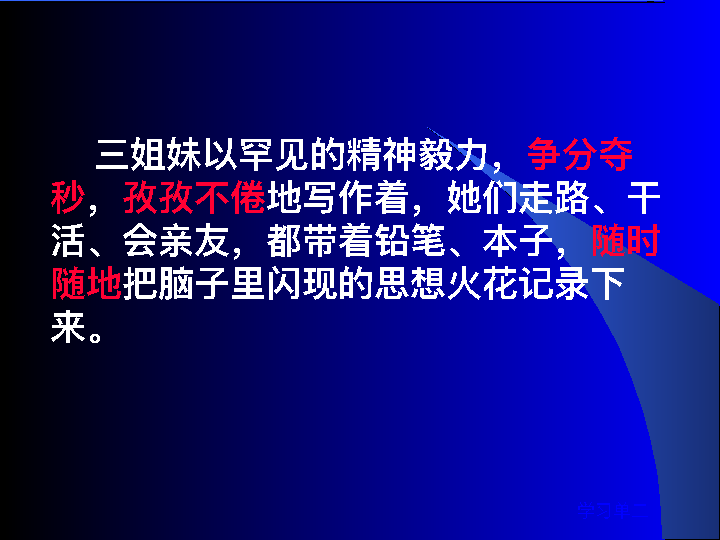 三姐妹以罕见的精神毅力，争分夺
秒，孜孜不倦地写作着，她们走路、干
活、会亲友，都带着铅笔、本子，随时
随地把脑子里闪现的思想火花记录下
来。